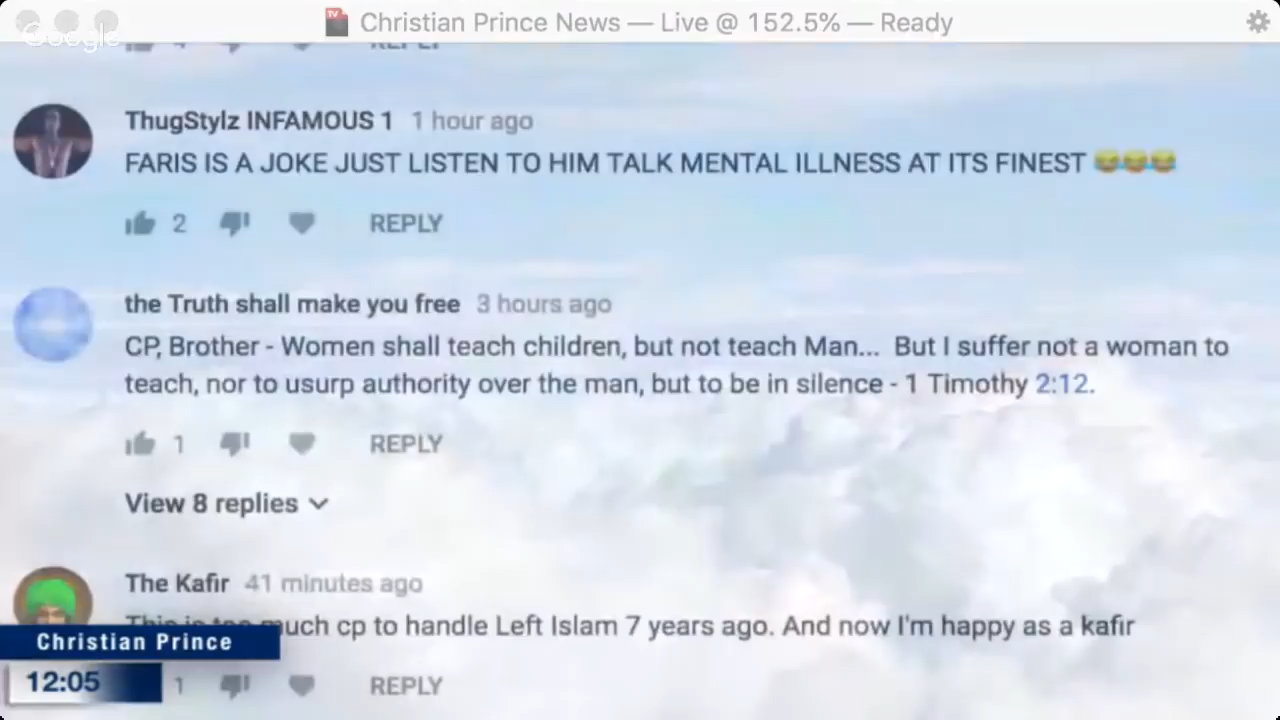 Christian Prince News — Live @ 152.5% — Ready
Google
REPLY
ThugStylz INFAMOUS 1 1 hour ago
FARIS IS A JOKE JUST LISTEN TO HIM TALK MENTAL ILLNESS AT ITS FINEST 😂😂😂
2 REPLY
the Truth shall make you free 3 hours ago
CP, Brother - Women shall teach children, but not teach Man... But I suffer not a woman to
teach, nor to usurp authority over the man, but to be in silence - 1 Timothy 2:12.
1 REPLY
View 8 replies
The Kafir 41 minutes ago
This is too much cp to handle Left Islam 7 years ago. And now I'm happy as a kafir
Christian Prince
12:05
1 REPLY